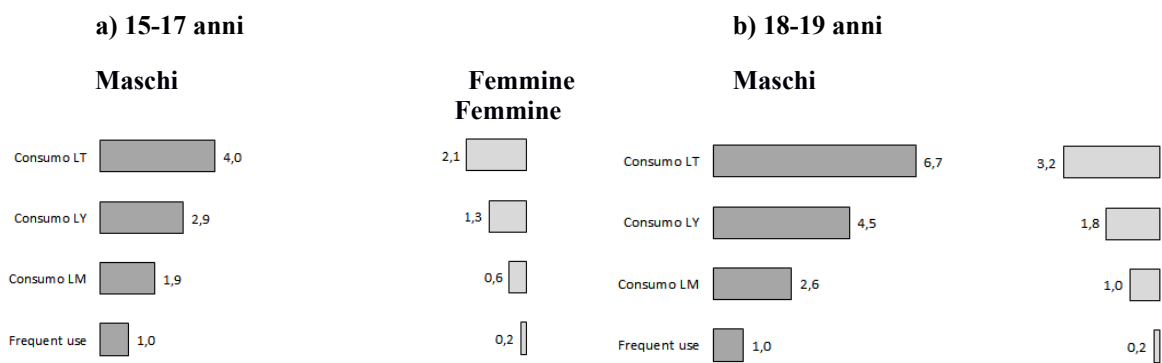 a) 15-17 anni
b) 18-19 anni
Maschi
Femmine
Maschi
Femmine
Consumo LT
4,0
2,1
Consumo LY
2,9
1,3
Consumo LM
1,9
0,6
Frequent use
1,0
0,2
Consumo LT
6,7
3,2
Consumo LY
4,5
1,8
Consumo LM
2,6
1,0
Frequent use
1,0
0,2